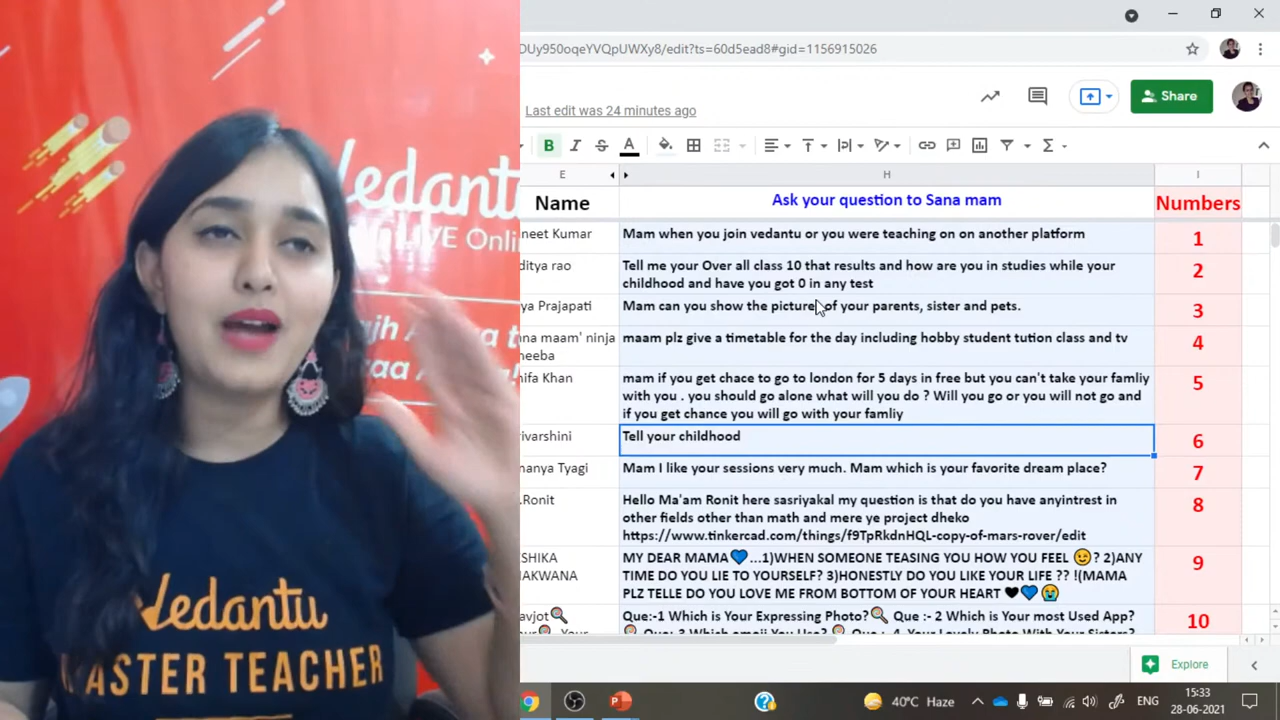 Vedantu
LIVE Onli
Vedantu
MASTER TEACHER
DUy950oqeYVQpUWXy8/edit?ts=60d5ead8#gid=1156915026
Last edit was 24 minutes ago
Share
B I S A
E H I
Name Ask your question to Sana mam Numbers
neet Kumar Mam when you join vedantu or you were teaching on on another platform 1
ditya rao Tell me your Over all class 10 that results and how are you in studies while your
childhood and have you got 0 in any test 2
ya Prajapati Mam can you show the picture of your parents, sister and pets. 3
na maam' ninja maam plz give a timetable for the day including hobby student tution class and tv 4
neeba
nifa Khan mam if you get chace to go to london for 5 days in free but you can't take your famliy
with you . you should go alone what will you do ? Will you go or you will not go and 5
if you get chance you will go with your famliy
rivarshini Tell your childhood 6
nanya Tyagi Mam I like your sessions very much. Mam which is your favorite dream place? 7
.Ronit Hello Ma'am Ronit here sasriyakal my question is that do you have anyintrest in 8
other fields other than math and mere ye project dheko
https://www.tinkercad.com/things/f9TpRkdnHQL-copy-of-mars-rover/edit
SHIKA MY DEAR MAMA💙...1)WHEN SOMEONE TEASING YOU HOW YOU FEEL 😉? 2)ANY 9
AKWANA TIME DO YOU LIE TO YOURSELF? 3)HONESTLY DO YOU LIKE YOUR LIFE ?? !(MAMA
PLZ TELLE DO YOU LOVE ME FROM BOTTOM OF YOUR HEART 🖤💙😭
avjot🔍 Que:-1 Which is Your Expressing Photo?🔍 Que :- 2 Which is Your most Used App? 10
Explore
40°C Haze ENG 15:33
28-06-2021